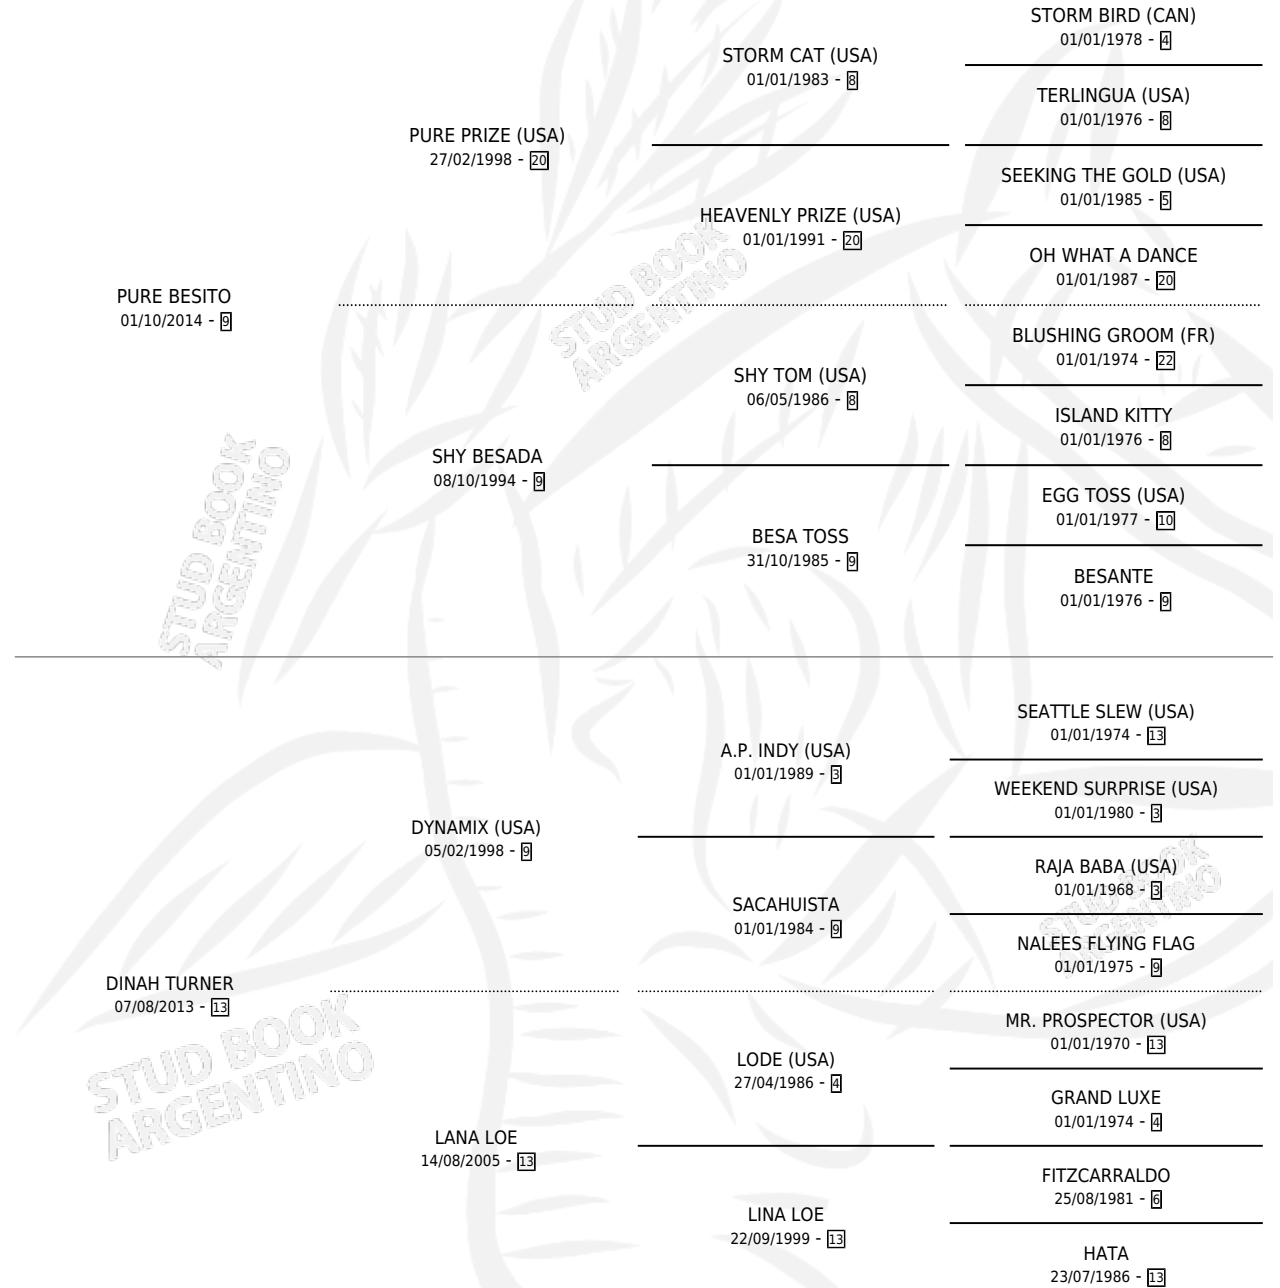 STORM BIRD (CAN)
01/01/1978 - 4
STORM CAT (USA)
01/01/1983 - 8
TERLINGUA (USA)
01/01/1976 - 8
PURE PRIZE (USA)
27/02/1998 - 20
SEEKING THE GOLD (USA)
01/01/1985 - 5
HEAVENLY PRIZE (USA)
01/01/1991 - 20
OH WHAT A DANCE
01/01/1987 - 20
PURE BESITO
01/10/2014 - 9
BLUSHING GROOM (FR)
01/01/1974 - 22
SHY TOM (USA)
06/05/1986 - 8
ISLAND KITTY
01/01/1976 - 8
SHY BESADA
08/10/1994 - 9
EGG TOSS (USA)
01/01/1977 - 10
BESA TOSS
31/10/1985 - 9
BESANTE
01/01/1976 - 9
STUD BOOK
ARGENTINO
STUD BOOK
ARGENTINO
SEATTLE SLEW (USA)
01/01/1974 - 13
A.P. INDY (USA)
01/01/1989 - 3
WEEKEND SURPRISE (USA)
01/01/1980 - 3
DYNAMIX (USA)
05/02/1998 - 9
RAJA BABA (USA)
01/01/1968 - 3
SACAHUISTA
01/01/1984 - 9
NALEES FLYING FLAG
01/01/1975 - 9
DINAH TURNER
07/08/2013 - 13
MR. PROSPECTOR (USA)
01/01/1970 - 13
LODE (USA)
27/04/1986 - 4
GRAND LUXE
01/01/1974 - 4
LANA LOE
14/08/2005 - 13
FITZCARRALDO
25/08/1981 - 6
LINA LOE
22/09/1999 - 13
HATA
23/07/1986 - 13
STUD BOOK
ARGENTINO
STUD BOOK
ARGENTINO